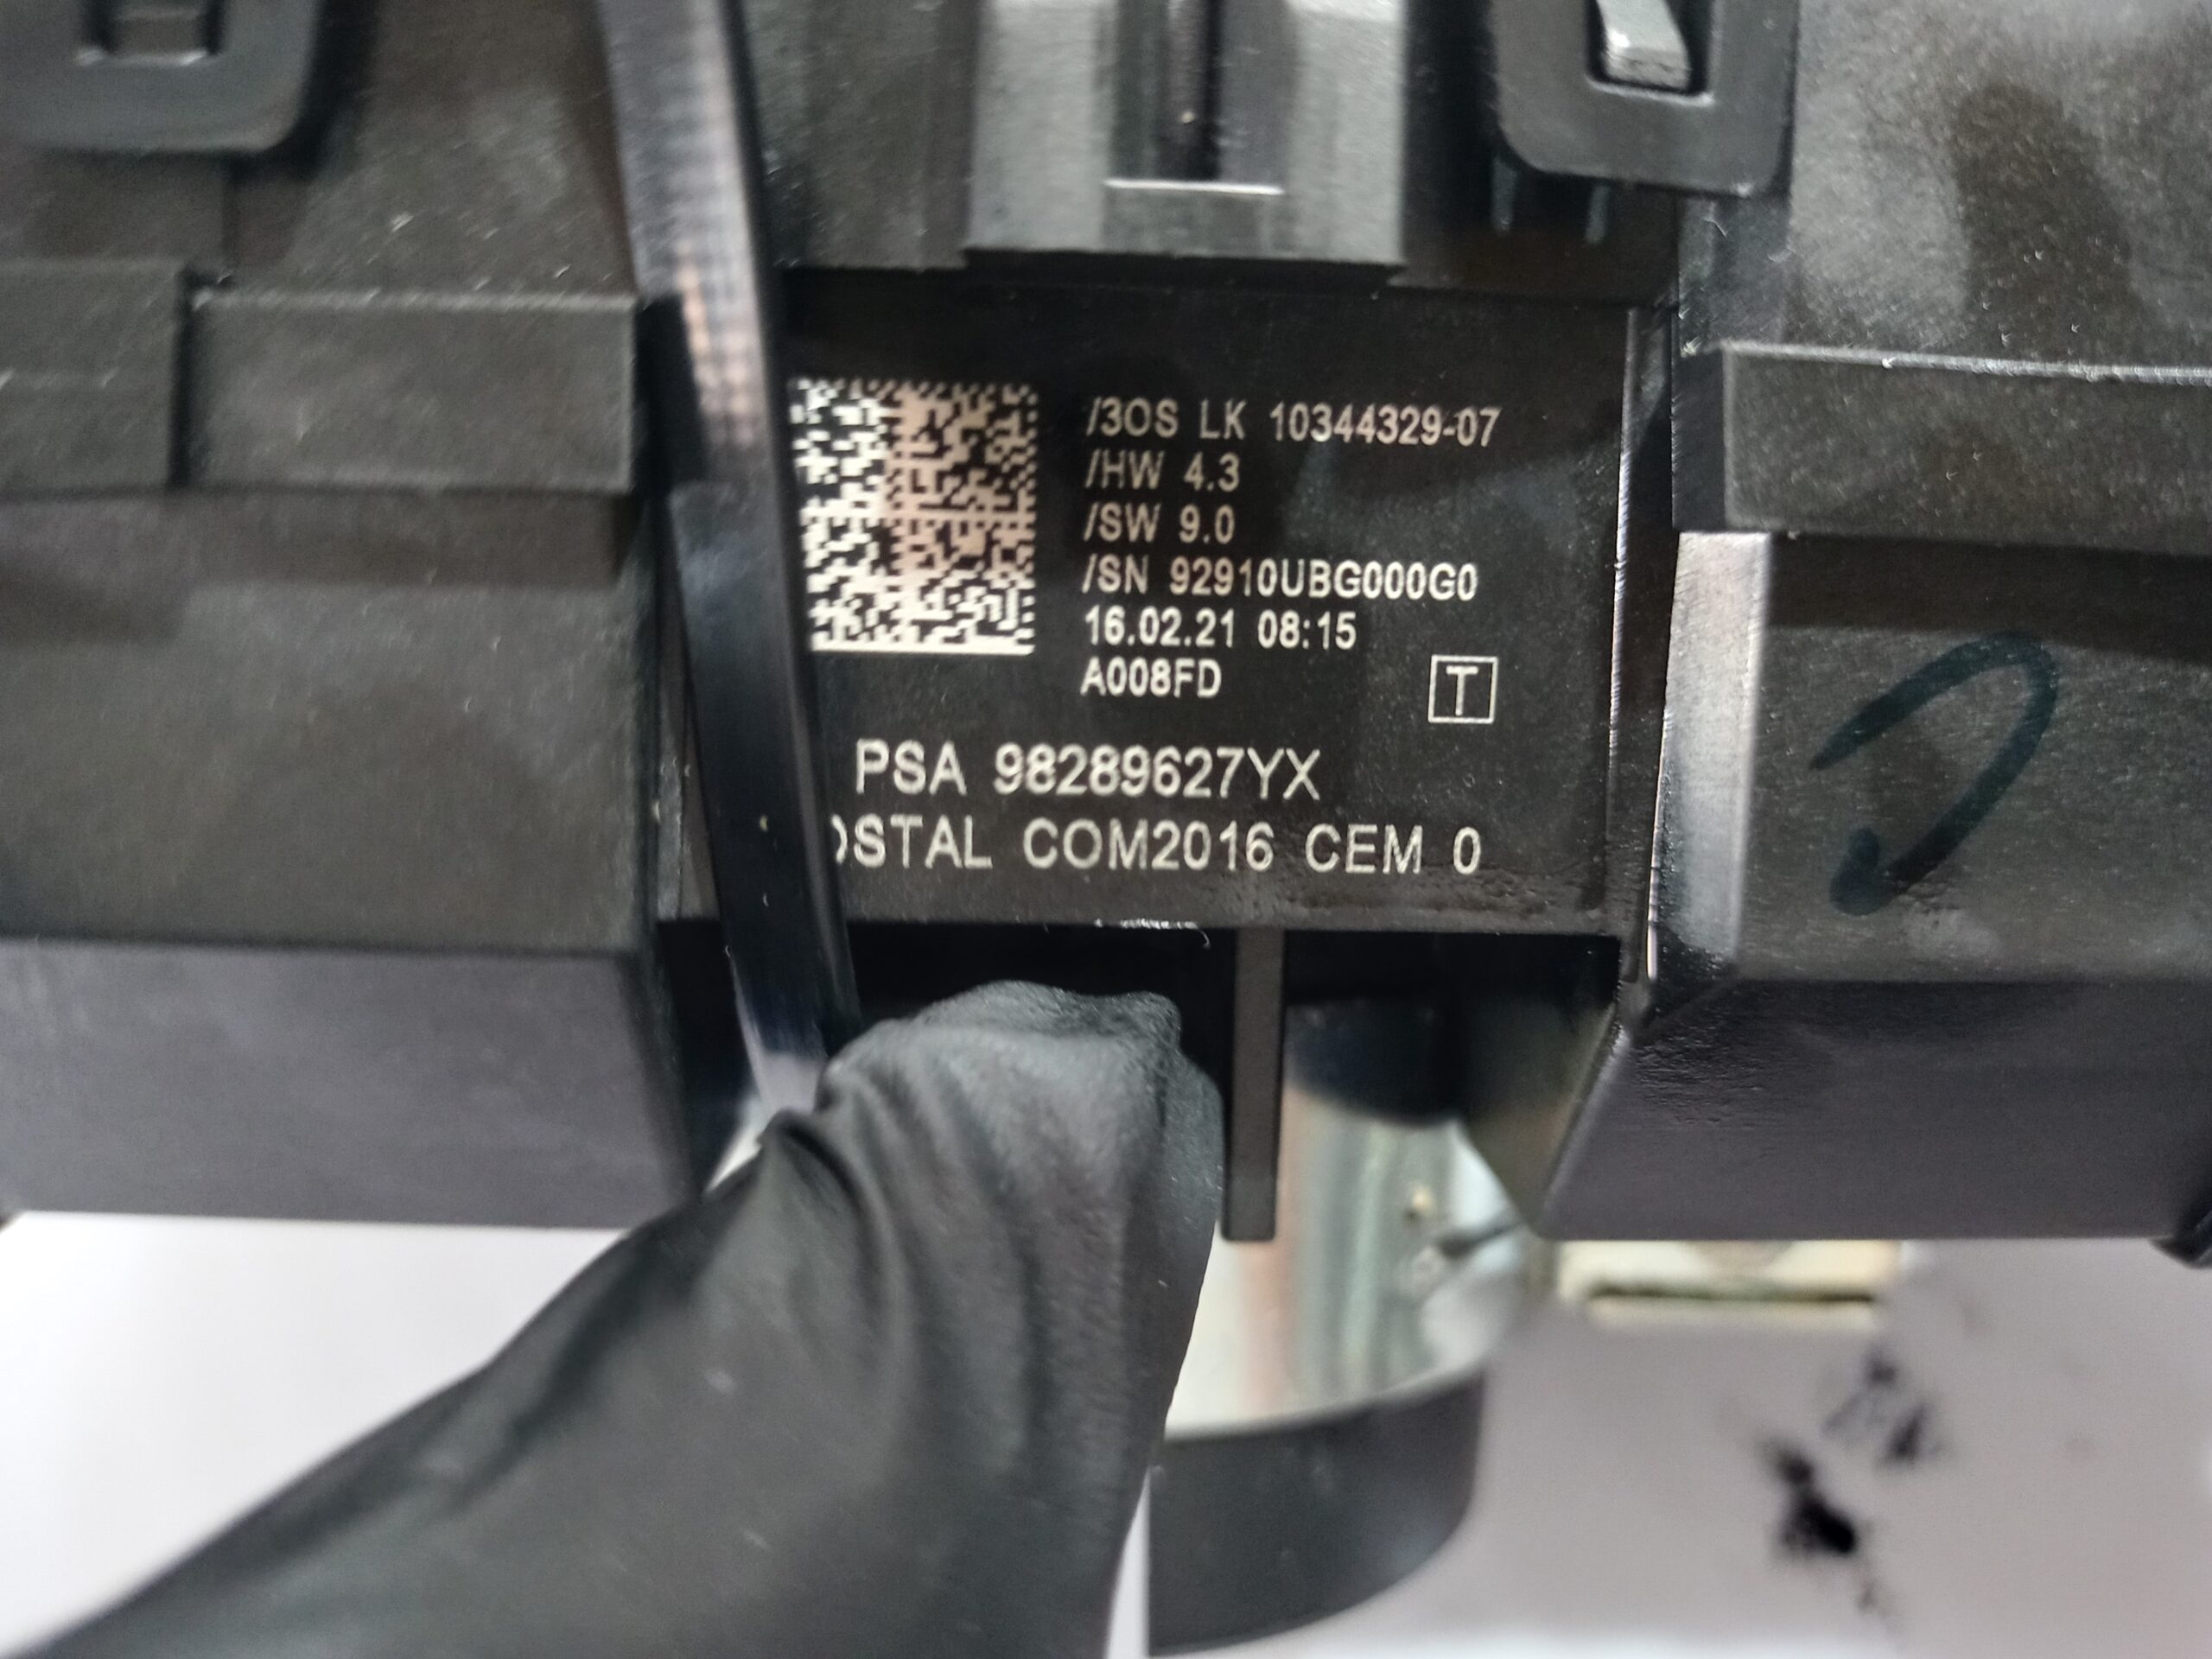 /3OS LK 10344329-07
/HW 4.3
/SW 9.0
/SN 92910UBG000G0
16.02.21 08:15
A008FD
T
PSA 98289627YX
OSTAL COM2016 CEM 0